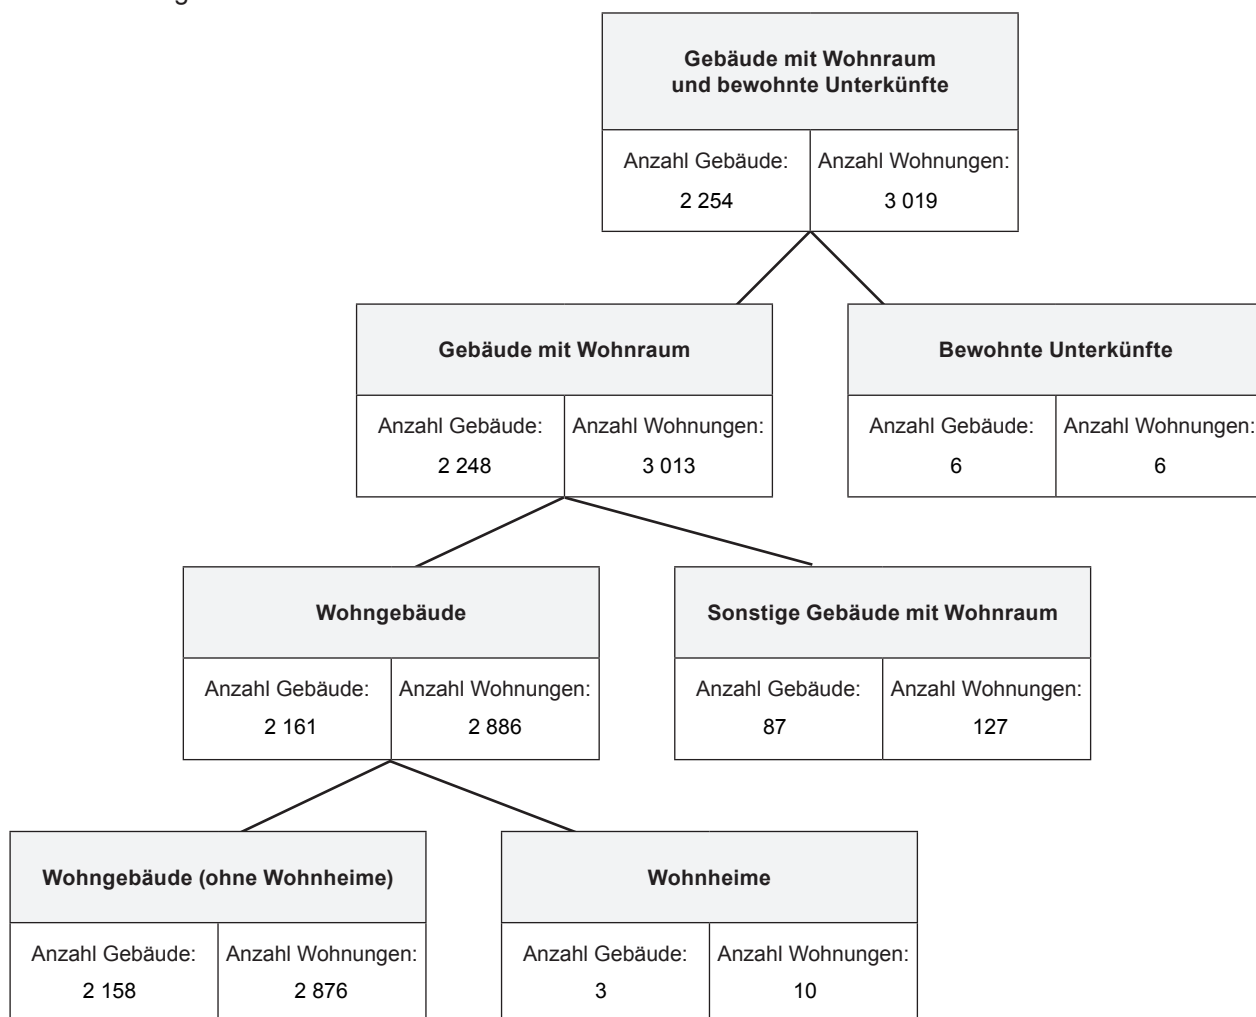 Gebäude mit Wohnraum
und bewohnte Unterkünfte
Anzahl Gebäude: Anzahl Wohnungen:
2 254 3 019
Gebäude mit Wohnraum
Anzahl Gebäude: Anzahl Wohnungen:
2 248 3 013
Bewohnte Unterkünfte
Anzahl Gebäude: Anzahl Wohnungen:
6 6
Wohngebäude
Anzahl Gebäude: Anzahl Wohnungen:
2 161 2 886
Sonstige Gebäude mit Wohnraum
Anzahl Gebäude: Anzahl Wohnungen:
87 127
Wohngebäude (ohne Wohnheime)
Anzahl Gebäude: Anzahl Wohnungen:
2 158 2 876
Wohnheime
Anzahl Gebäude: Anzahl Wohnungen:
3 10